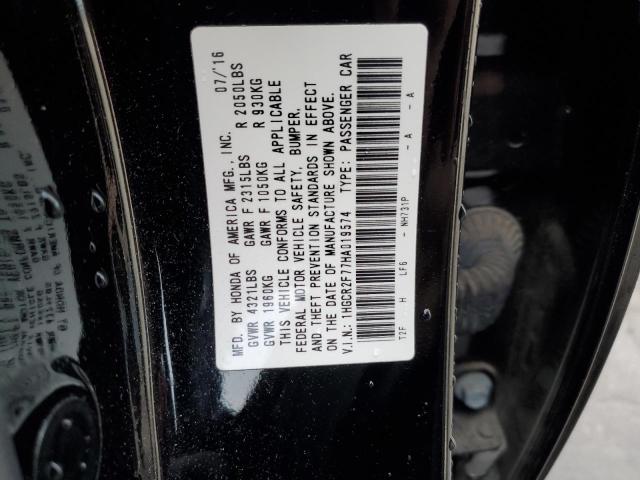 MFD. BY HONDA OF AMERICA MFG., INC. 07/'16
GVWR 4321LBS GAWR F 2315LBS R 2050LBS
GVWR 1960KG GAWR F 1050KG R 930KG
THIS VEHICLE CONFORMS TO ALL APPLICABLE
FEDERAL MOTOR VEHICLE SAFETY, BUMPER,
AND THEFT PREVENTION STANDARDS IN EFFECT
ON THE DATE OF MANUFACTURE SHOWN ABOVE.
V.I.N.: 1HGCR2F77HA019574 TYPE: PASSENGER CAR
T2F H LF6 - NH731P - A - A